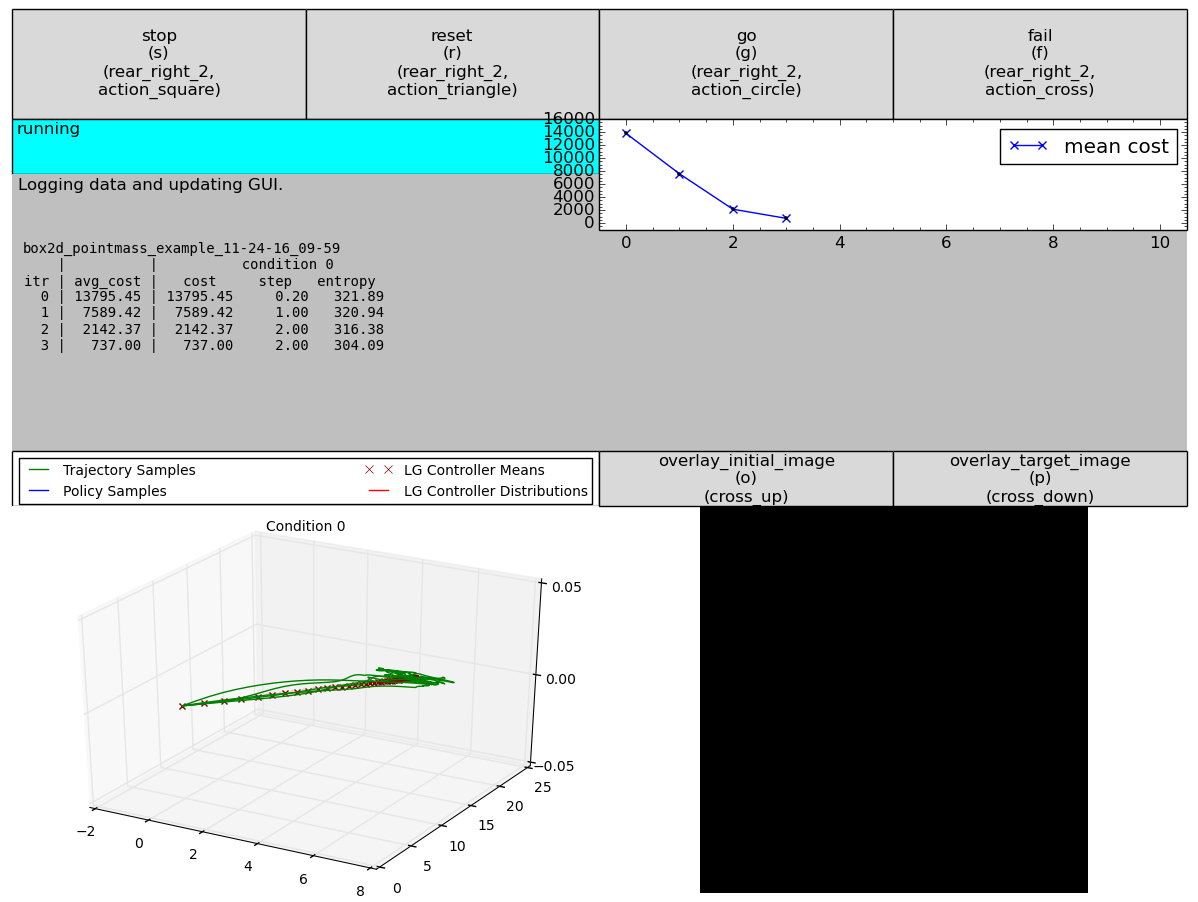 stop
(s)
(rear_right_2,
action_square)
reset
(r)
(rear_right_2,
action_triangle)
go
(g)
(rear_right_2,
action_circle)
fail
(f)
(rear_right_2,
action_cross)
running
Logging data and updating GUI.
16000
14000
12000
10000
8000
6000
4000
2000
0
mean cost
0 2 4 6 8 10
box2d_pointmass_example_11-24-16_09-59
| | condition 0
itr | avg_cost | cost step entropy
0 | 13795.45 | 13795.45 0.20 321.89
1 | 7589.42 | 7589.42 1.00 320.94
2 | 2142.37 | 2142.37 2.00 316.38
3 | 737.00 | 737.00 2.00 304.09
Trajectory Samples
Policy Samples
LG Controller Means
LG Controller Distributions
overlay_initial_image
(o)
(cross_up)
overlay_target_image
(p)
(cross_down)
Condition 0
0.05
0.00
−0.05
−2 0 2 4 6 8
0 5 10 15 20 25